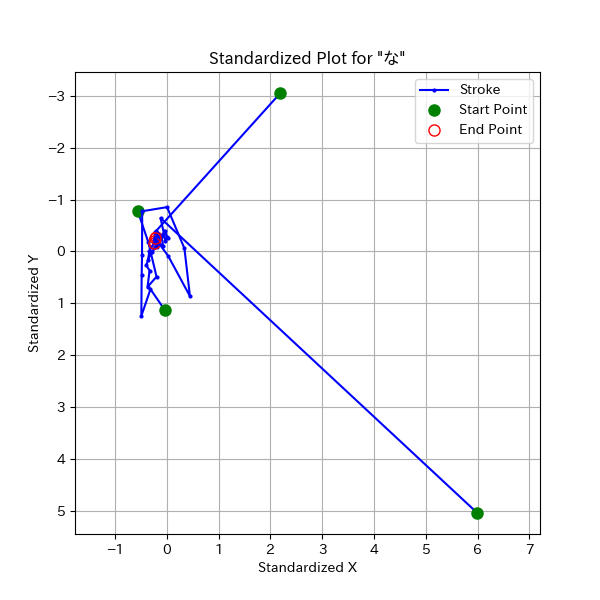 Standardized Plot for "な"
Stroke
Start Point
End Point
−3
−2
−1
0
1
2
3
4
5
Standardized Y
−1 0 1 2 3 4 5 6 7
Standardized X